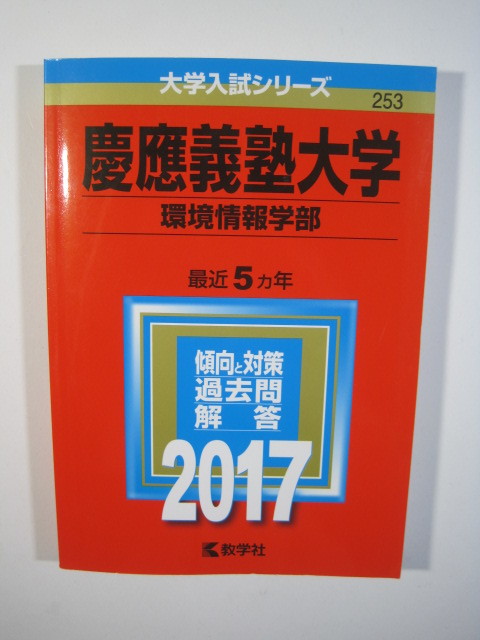 大学入試シリーズ
253
慶應義塾大学
環境情報学部
最近5カ年
傾向と対策
過去問
解答
2017
教学社